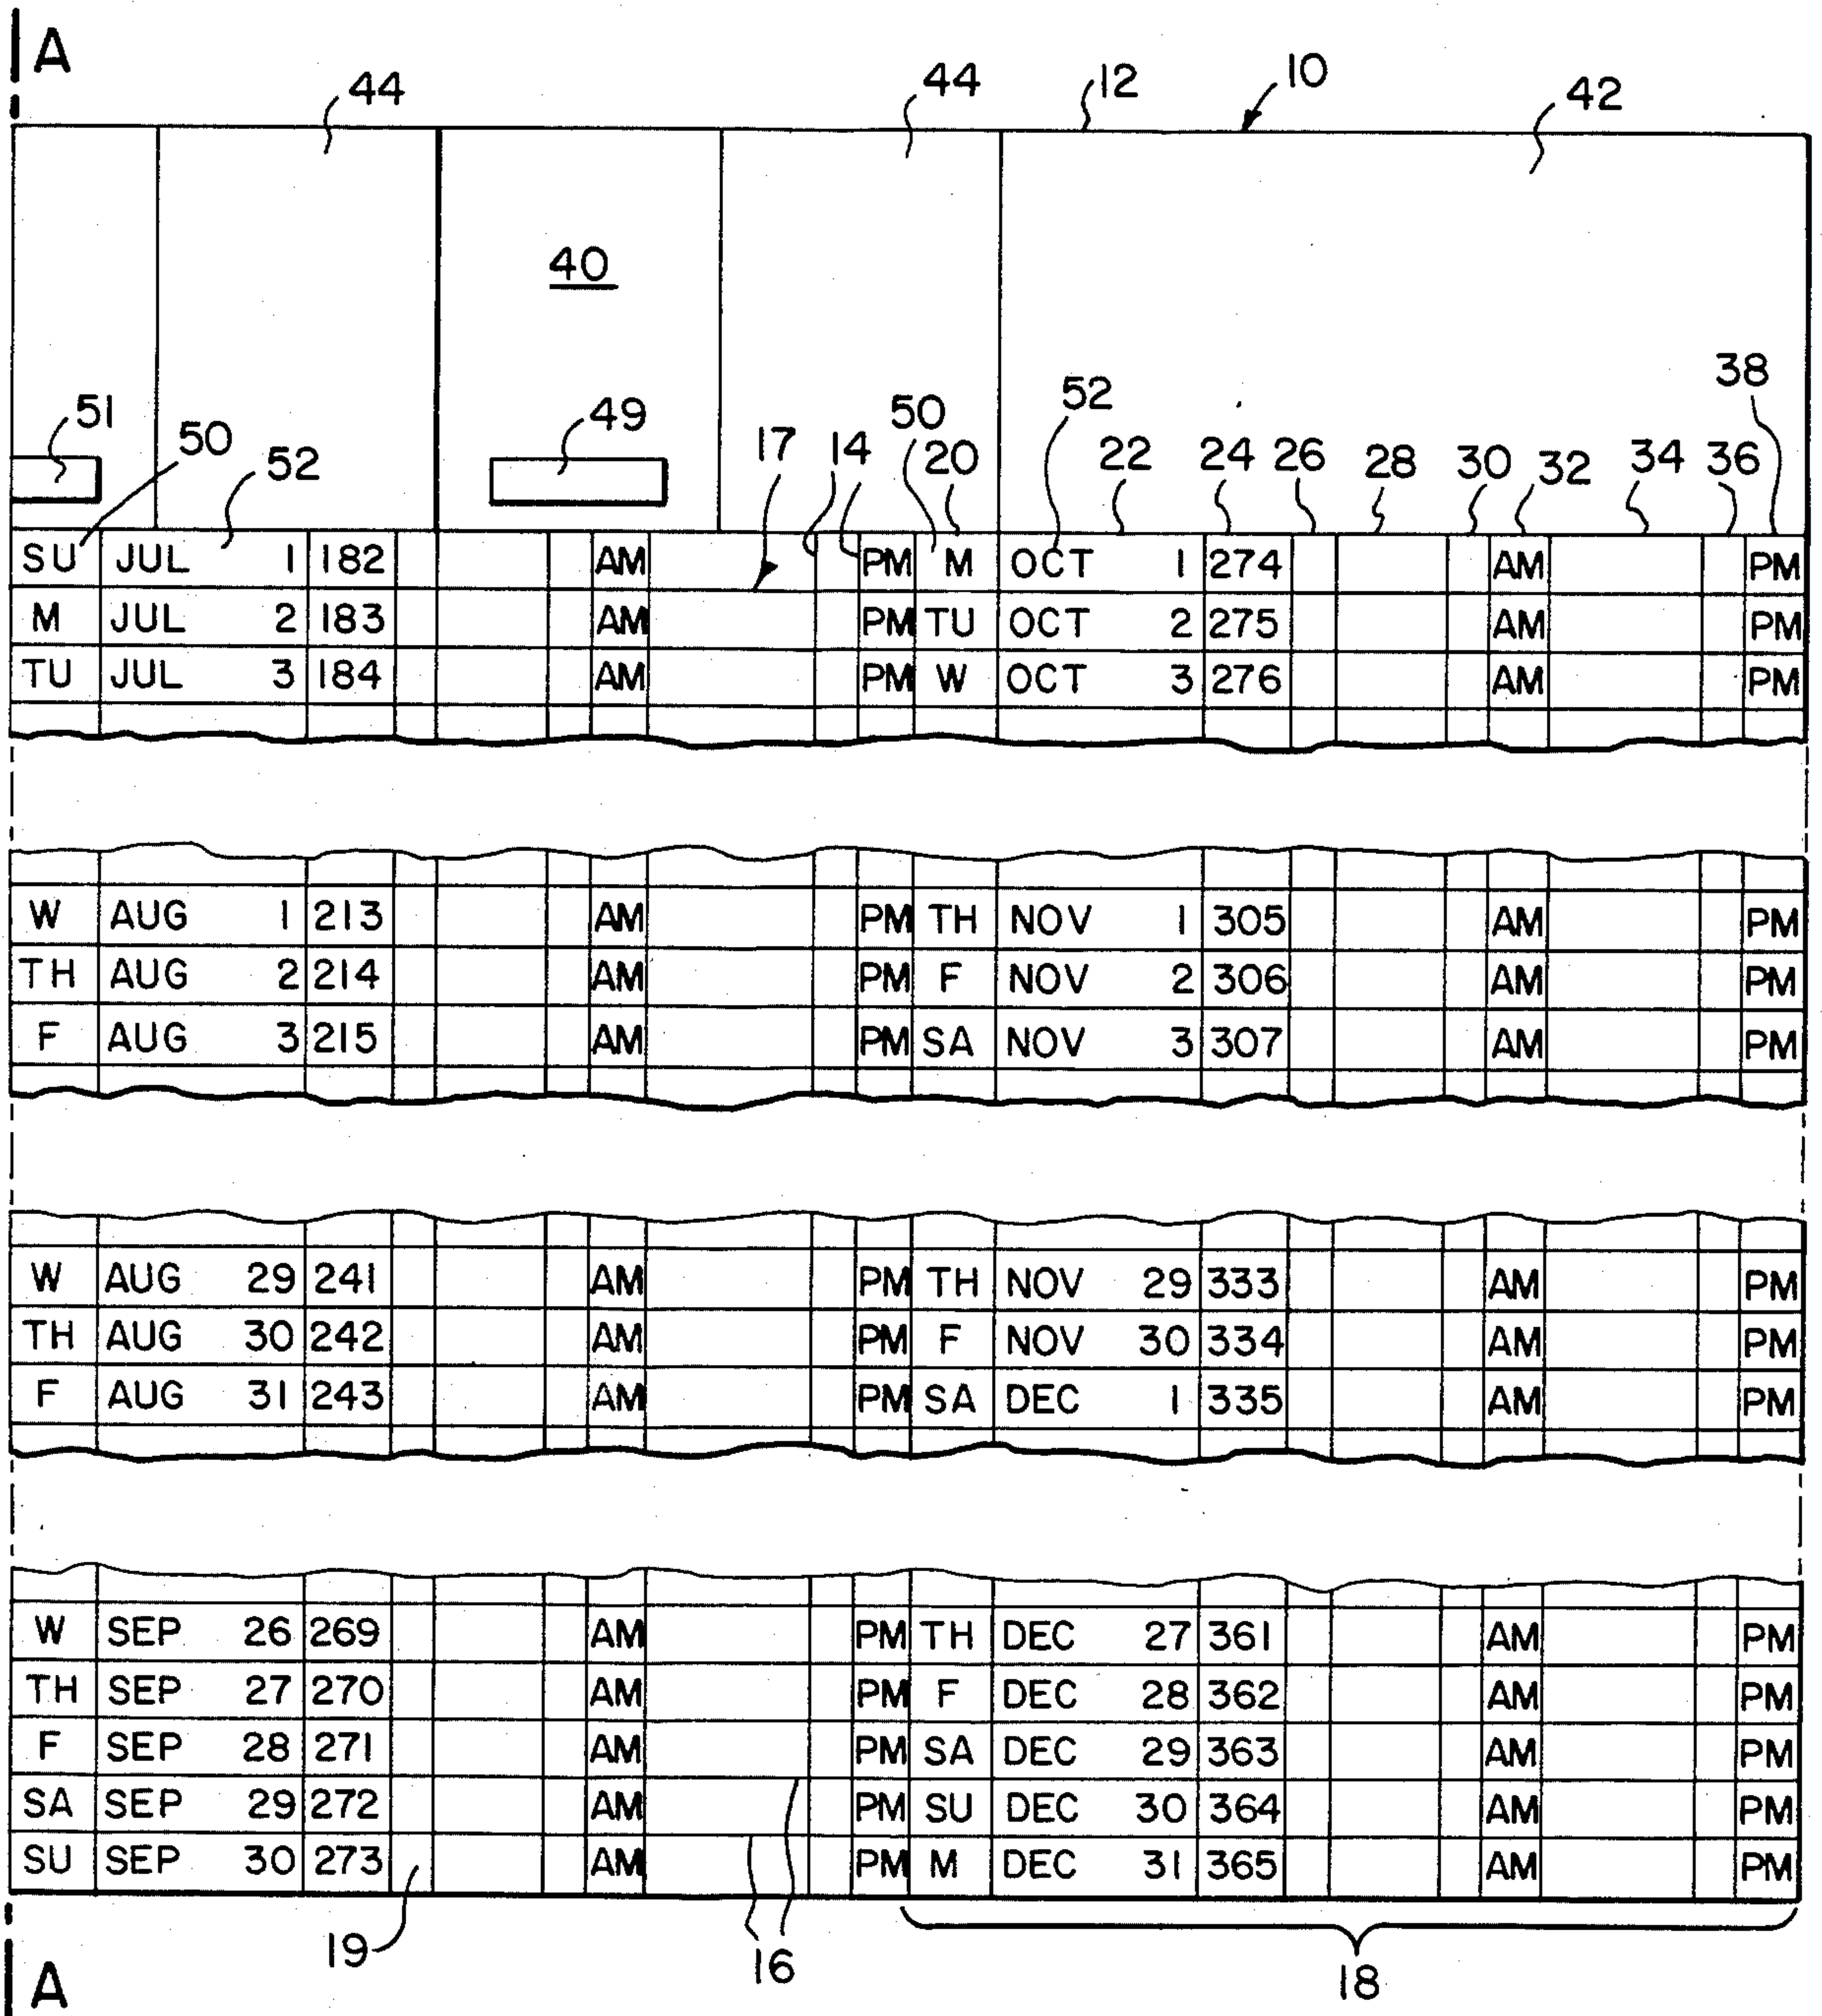 A
44 44 12 10 42
40
38
51 50 52 49 17 14 50 20 52 22 24 26 28 30 32 34 36
SU JUL 1 182 AM PM M OCT 1 274 AM PM
M JUL 2 183 AM PM TU OCT 2 275 AM PM
TU JUL 3 184 AM PM W OCT 3 276 AM PM
W AUG 1 213 AM PM TH NOV 1 305 AM PM
TH AUG 2 214 AM PM F NOV 2 306 AM PM
F AUG 3 215 AM PM SA NOV 3 307 AM PM
W AUG 29 241 AM PM TH NOV 29 333 AM PM
TH AUG 30 242 AM PM F NOV 30 334 AM PM
F AUG 31 243 AM PM SA DEC 1 335 AM PM
W SEP 26 269 AM PM TH DEC 27 361 AM PM
TH SEP 27 270 AM PM F DEC 28 362 AM PM
F SEP 28 271 AM PM SA DEC 29 363 AM PM
SA SEP 29 272 AM PM SU DEC 30 364 AM PM
SU SEP 30 273 AM PM M DEC 31 365 AM PM
19 16 18
A